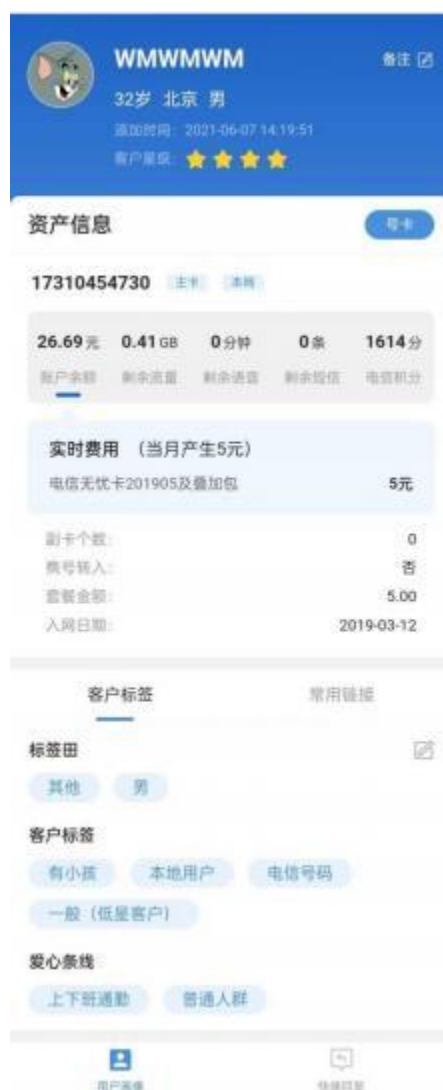 WMWMWM
备注
32岁 北京 男
添加时间: 2021-06-07 14:19:51
客户星级:
资产信息
号卡
17310454730 主卡 本网
26.69元 0.41GB 0分钟 0条 1614分
账户余额 剩余流量 剩余语音 剩余短信 电信积分
实时费用 （当月产生5元）
电信无忧卡201905及叠加包 5元
副卡个数: 0
携号转入: 否
套餐金额: 5.00
入网日期: 2019-03-12
客户标签 常用链接
标签田
其他 男
客户标签
有小孩 本地用户 电信号码
一般（低星客户）
爱心条线
上下班通勤 普通人群
用户画像 快捷回复